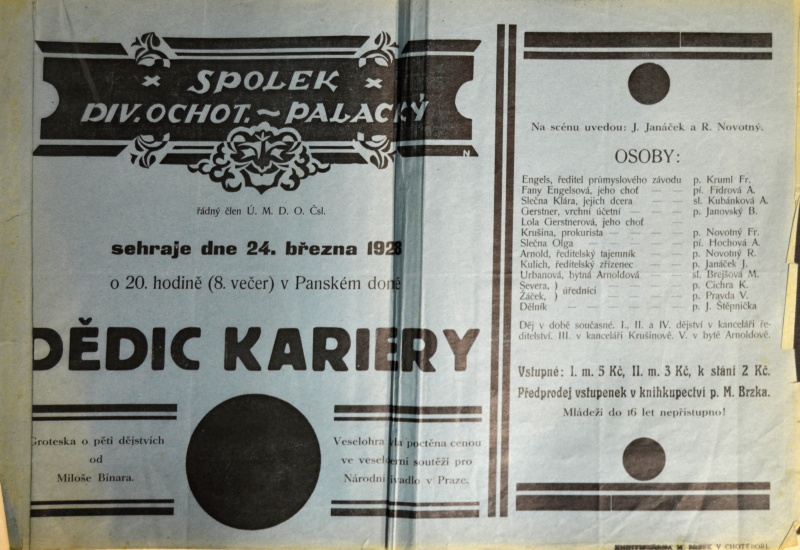 SPOLEK
DIV. OCHOT. ~ PALACKÝ
N
řádný člen Ú. M. D. O. Čsl.
sehraje dne 24. března 1928
o 20. hodině (8. večer) v Panském domě
DĚDIC KARIERY
Groteska o pěti dějstvích
od
Miloše Binara.
Veselohra byla poctěna cenou
ve veseloherní soutěži pro
Národní divadlo v Praze.
Na scénu uvedou: J. Janáček a R. Novotný.
OSOBY:
Engels, ředitel průmyslového závodu p. Kruml Fr.
Fany Engelsová, jeho choť — — pí. Fidrová A.
Slečna Klára, jejich dcera — — sl. Kubánková A.
Gerstner, vrchní účetní — — — p. Janovský B.
Lola Gerstnerová, jeho choť — —
Krušina, prokurista — — — — p. Novotný Fr.
Slečna Olga — — — — — pí. Hochová A.
Arnold, ředitelský tajemník — — p. Novotný R.
Kulich, ředitelský zřízenec — — p. Janáček J.
Urbanová, bytná Arnoldová — — sl. Brejšová M.
Severa, ) úředníci — — — p. Cichra K.
Žáček, ) — — — p. Pravda V.
Dělník — — — — — — p. J. Štěpnička
Děj v době současné. I., II. a IV. dějství v kanceláři ře-
ditelství. III. v kanceláři Krušinově, V. v bytě Arnoldově.
Vstupné: I. m. 5 Kč, II. m. 3 Kč, k stání 2 Kč.
Předprodej vstupenek v knihkupectví p. M. Brzka.
Mládeži do 16 let nepřístupno!